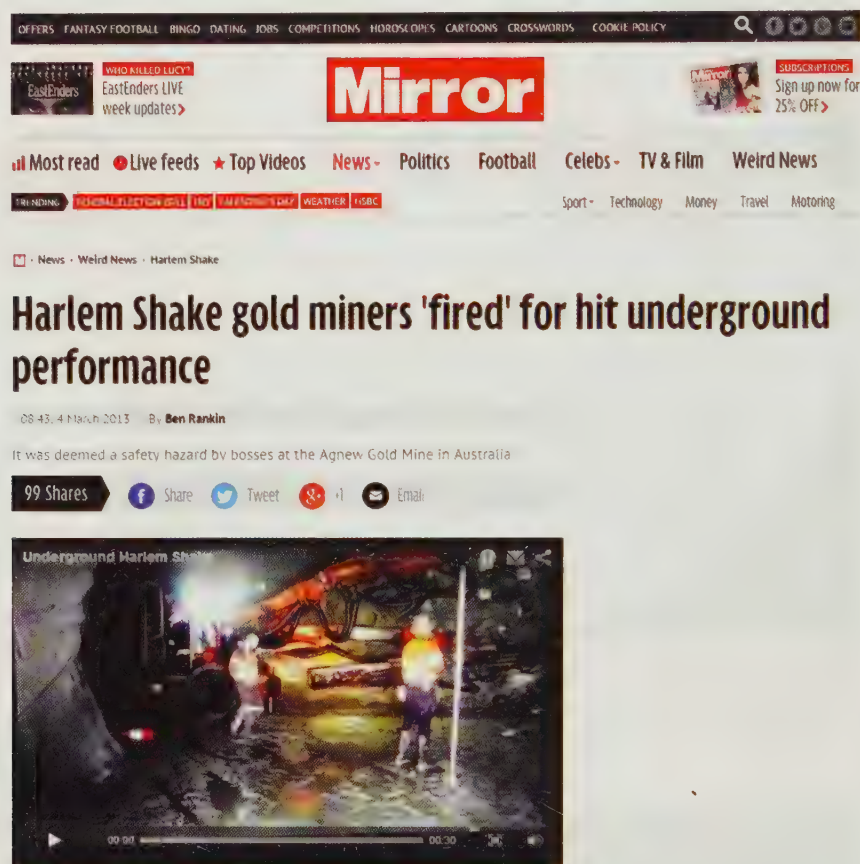 OFFERS FANTASY FOOTBALL BINGO DATING JOBS COMPETITIONS HOROSCOPES CARTOONS CROSSWORDS COOKIE POLICY
EastEnders
WHO KILLED LUCY?
EastEnders LIVE
week updates>
Mirror
Mirror
SUBSCRIPTIONS
Sign up now for
25% OFF>
Most read Live feeds Top Videos News Politics Football Celebs TV & Film Weird News
TRENDING WEATHER HSBC
Sport Technology Money Travel Motoring
News · Weird News · Harlem Shake
Harlem Shake gold miners 'fired' for hit underground
performance
08:43, 4 March 2013 By Ben Rankin
It was deemed a safety hazard by bosses at the Agnew Gold Mine in Australia
99 Shares
Share
Tweet
+1
Email
Underground Harlem
00:00
00:30